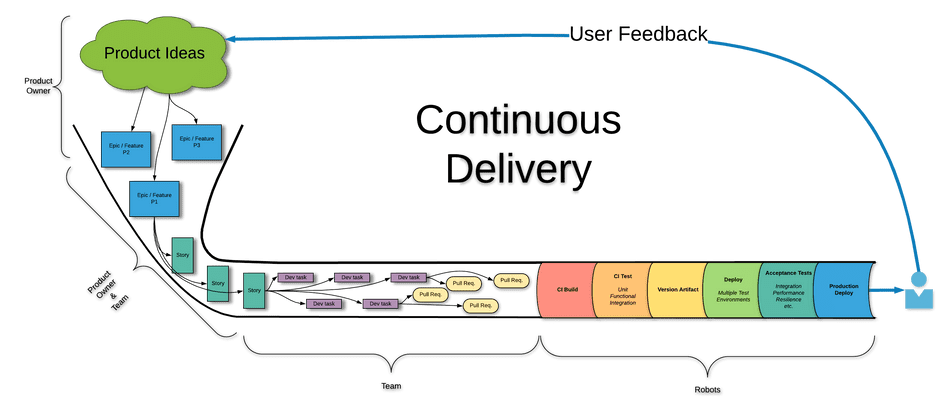 Product Ideas
User Feedback
Product
Owner
Continuous
Delivery
Epic / Feature
P2
Epic / Feature
P3
Epic / Feature
P1
Product
Owner
&
Team
Story
Story
Story
Dev task
Dev task
Dev task
Dev task
Dev task
Pull Req.
Pull Req.
Pull Req.
Pull Req.
CI Build
CI Test
Unit
Functional
Integration
Version Artifact
Deploy
Multiple Test
Environments
Acceptance Tests
Integration
Performance
Resilience
etc.
Production
Deploy
Team
Robots